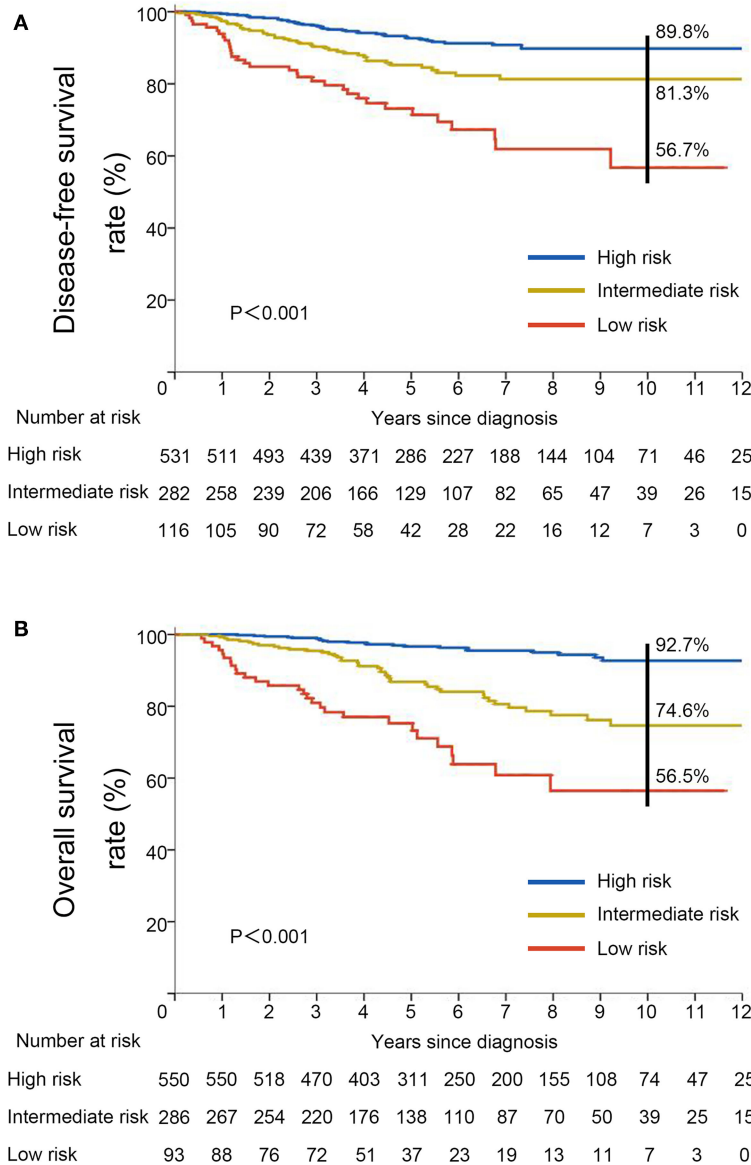 A
Disease-free survival
rate (%)
100
80
60
40
20
89.8%
81.3%
56.7%
High risk
Intermediate risk
Low risk
P<0.001
0 1 2 3 4 5 6 7 8 9 10 11 12
Number at risk
Years since diagnosis
High risk 531 511 493 439 371 286 227 188 144 104 71 46 25
Intermediate risk 282 258 239 206 166 129 107 82 65 47 39 26 15
Low risk 116 105 90 72 58 42 28 22 16 12 7 3 0
B
Overall survival
rate (%)
100
80
60
40
20
92.7%
74.6%
56.5%
High risk
Intermediate risk
Low risk
P<0.001
0 1 2 3 4 5 6 7 8 9 10 11 12
Number at risk
Years since diagnosis
High risk 550 550 518 470 403 311 250 200 155 108 74 47 25
Intermediate risk 286 267 254 220 176 138 110 87 70 50 39 25 15
Low risk 93 88 76 72 51 37 23 19 13 11 7 3 0